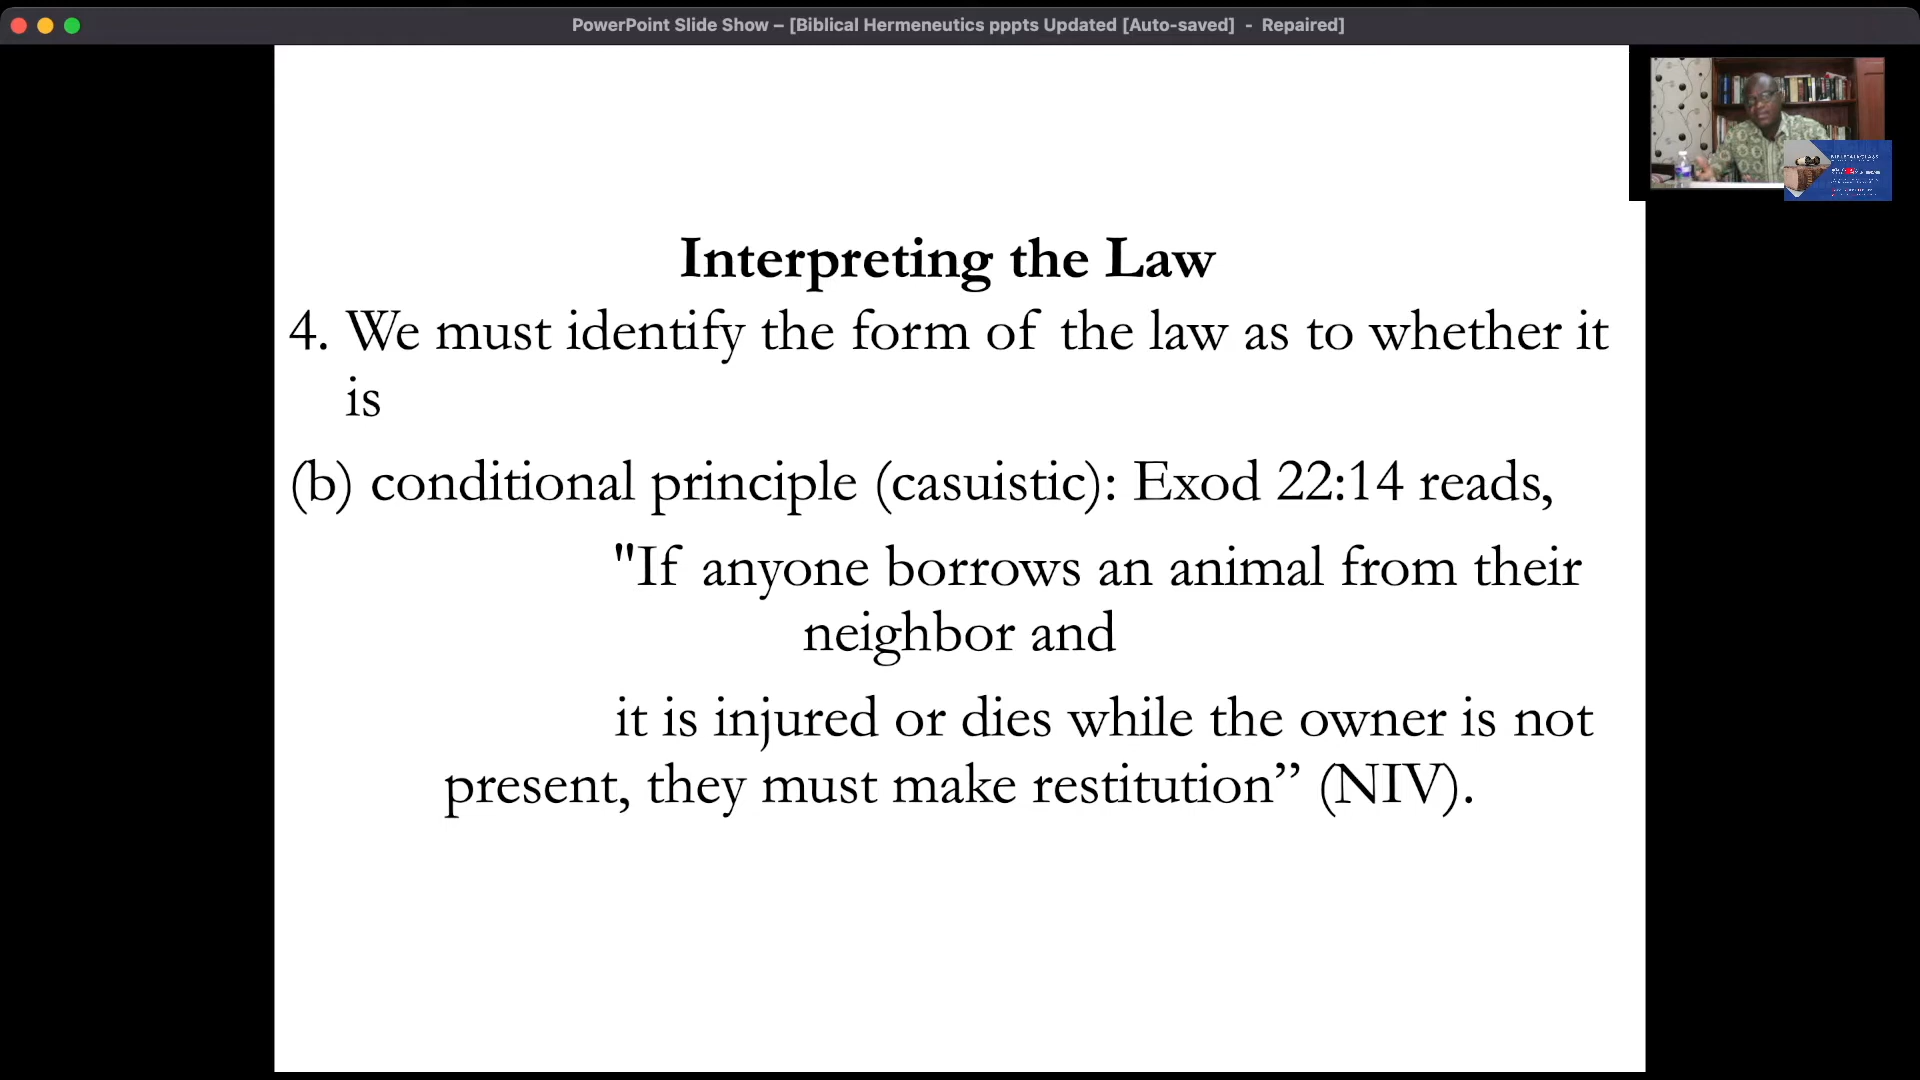 PowerPoint Slide Show – [Biblical Hermeneutics pppts Updated [Auto-saved]  -  Repaired]
Interpreting the Law
4. We must identify the form of the law as to whether it
is
(b) conditional principle (casuistic): Exod 22:14 reads,
"If anyone borrows an animal from their
neighbor and
it is injured or dies while the owner is not
present, they must make restitution” (NIV).